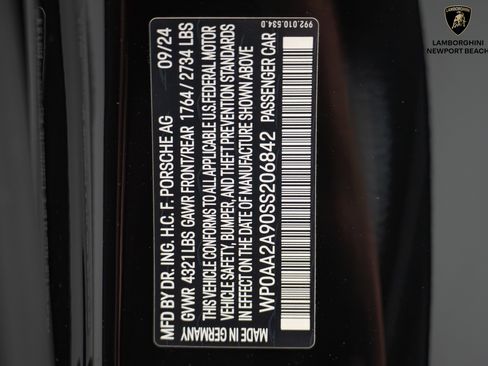 MFD BY DR. ING. H.C. F. PORSCHE AG 09/24
GVWR 4321 LBS GAWR FRONT/REAR 1764/ 2734 LBS
THIS VEHICLE CONFORMS TO ALL APPLICABLE U.S. FEDERAL MOTOR
VEHICLE SAFETY, BUMPER, AND THEFT PREVENTION STANDARDS
IN EFFECT ON THE DATE OF MANUFACTURE SHOWN ABOVE
WP0AA2A90SS206842 PASSENGER CAR
MADE IN GERMANY
992.010.534.0
LAMBORGHINI
NEWPORT BEACH